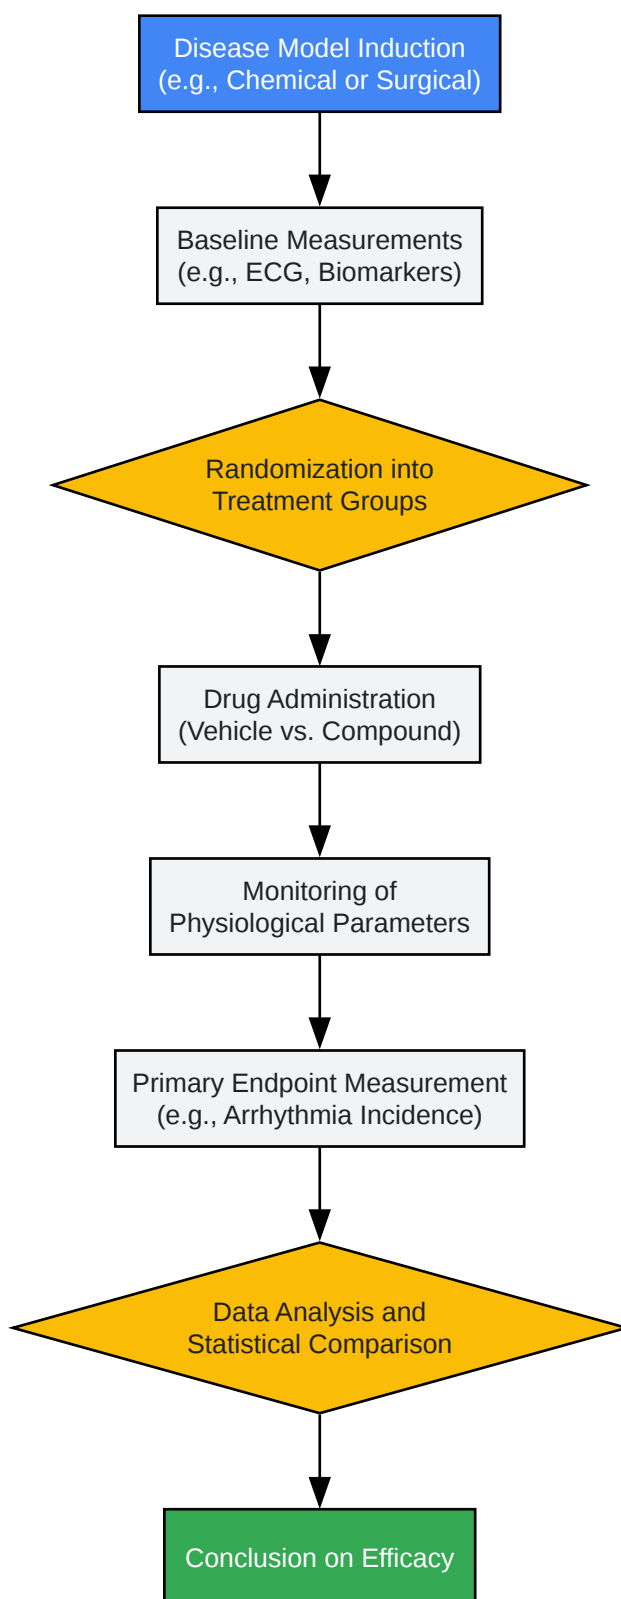 Disease Model Induction
(e.g., Chemical or Surgical)
Baseline Measurements
(e.g., ECG, Biomarkers)
Randomization into
Treatment Groups
Drug Administration
(Vehicle vs. Compound)
Monitoring of
Physiological Parameters
Primary Endpoint Measurement
(e.g., Arrhythmia Incidence)
Data Analysis and
Statistical Comparison
Conclusion on Efficacy